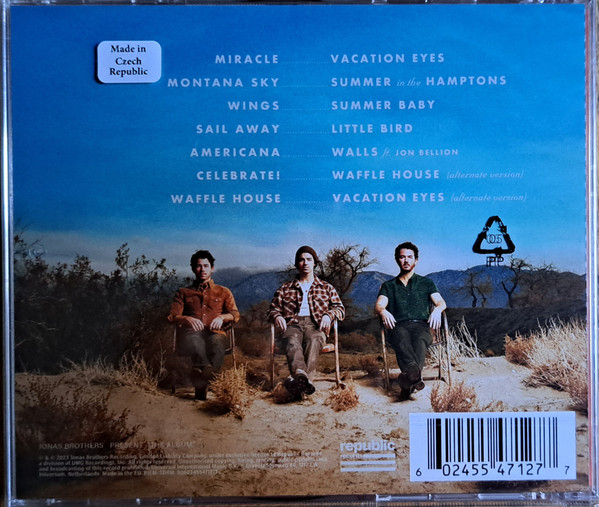 Made in
Czech
Republic
MIRACLE
MONTANA SKY
WINGS
SAIL AWAY
AMERICANA
CELEBRATE!
WAFFLE HOUSE
VACATION EYES
SUMMER in the HAMPTONS
SUMMER BABY
LITTLE BIRD
WALLS ft. JON BELLION
WAFFLE HOUSE (alternate version)
VACATION EYES (alternate version)
05
PP
JONAS BROTHERS PRESENT "THE ALBUM"
republic
6 02455 47127 7